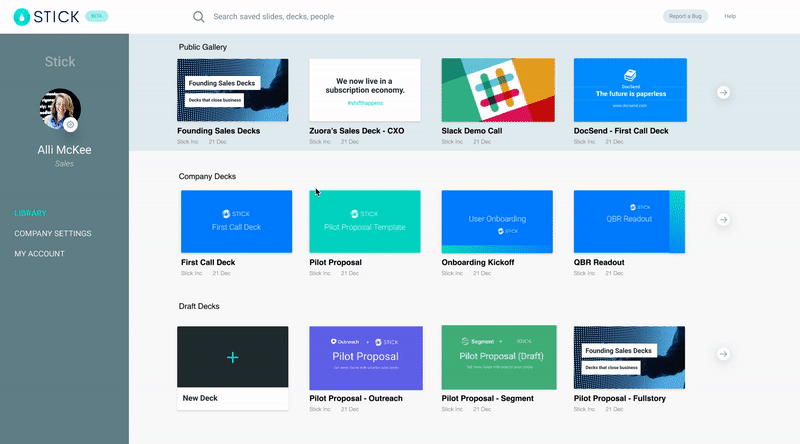 STICK
BETA
Search saved slides, decks, people
Report a Bug
Help
Stick
Alli McKee
Sales
LIBRARY
COMPANY SETTINGS
MY ACCOUNT
Public Gallery
Founding Sales Decks
Decks that close business
Founding Sales Decks
Stick Inc 21 Dec
We now live in a
subscription economy.
#shifthappens
Zuora's Sales Deck - CXO
Stick Inc 21 Dec
Slack Demo Call
Stick Inc 21 Dec
DocSend
The future is paperless
www.docsend.com
DocSend - First Call Deck
Stick Inc 21 Dec
Company Decks
STICK
First Call Deck
First Call Deck
Stick Inc 21 Dec
STICK
Pilot Proposal Template
Pilot Proposal
Stick Inc 21 Dec
User Onboarding
STICK
Onboarding Kickoff
Stick Inc 21 Dec
STICK
QBR Readout
QBR Readout
Stick Inc 21 Dec
Draft Decks
+
New Deck
Outreach + STICK
Pilot Proposal
Pilot Proposal - Outreach
Stick Inc 21 Dec
Segment + STICK
Pilot Proposal (Draft)
Pilot Proposal - Segment
Stick Inc 21 Dec
Founding Sales Decks
Decks that close business
Pilot Proposal - Fullstory
Stick Inc 21 Dec